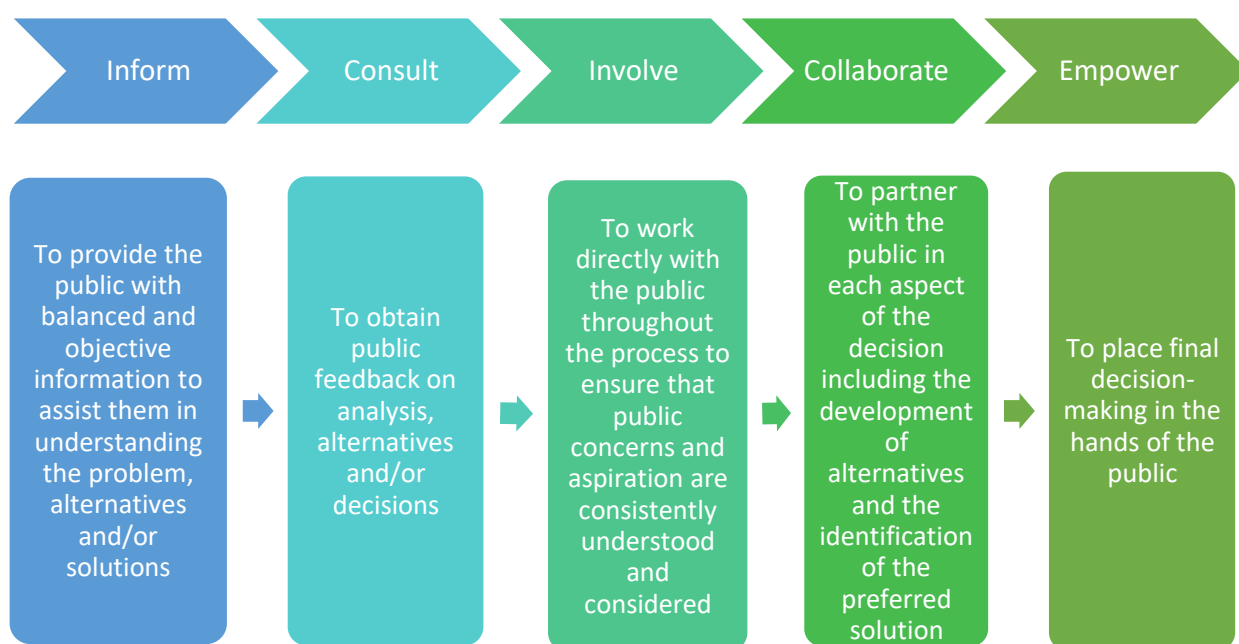 Inform
Consult
Involve
Collaborate
Empower
To provide the
public with
balanced and
objective
information to
assist them in
understanding
the problem,
alternatives
and/or
solutions
To obtain
public
feedback on
analysis,
alternatives
and/or
decisions
To work
directly with
the public
throughout
the process to
ensure that
public
concerns and
aspiration are
consistently
understood
and
considered
To partner
with the
public in
each aspect
of the
decision
including the
development
of
alternatives
and the
identification
of the
preferred
solution
To place final
decision-
making in the
hands of the
public